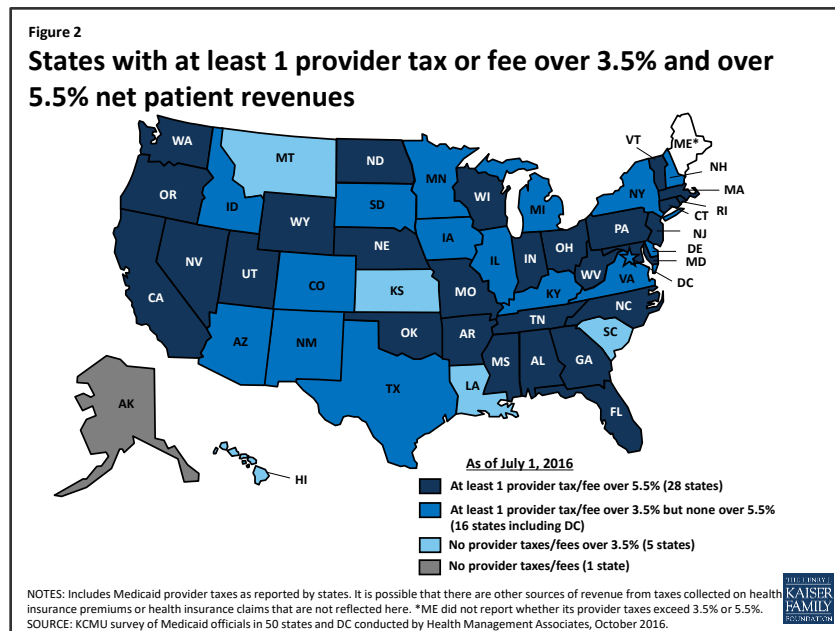 Figure 2
States with at least 1 provider tax or fee over 3.5% and over
5.5% net patient revenues
WA
MT
ND
VT
ME*
NH
OR
ID
MN
WI
NY
MA
WY
SD
MI
RI
CT
PA
NJ
NE
IA
IL
IN
OH
DE
MD
NV
UT
CO
KS
MO
WV
VA
DC
CA
KY
NC
AZ
NM
OK
AR
TN
SC
TX
MS
AL
GA
LA
FL
AK
HI
As of July 1, 2016
At least 1 provider tax/fee over 5.5% (28 states)
At least 1 provider tax/fee over 3.5% but none over 5.5%
(16 states including DC)
No provider taxes/fees over 3.5% (5 states)
No provider taxes/fees (1 state)
NOTES: Includes Medicaid provider taxes as reported by states. It is possible that there are other sources of revenue from taxes collected on health
insurance premiums or health insurance claims that are not reflected here. *ME did not report whether its provider taxes exceed 3.5% or 5.5%.
SOURCE: KCMU survey of Medicaid officials in 50 states and DC conducted by Health Management Associates, October 2016.
THE HENRY J.
KAISER
FAMILY
FOUNDATION